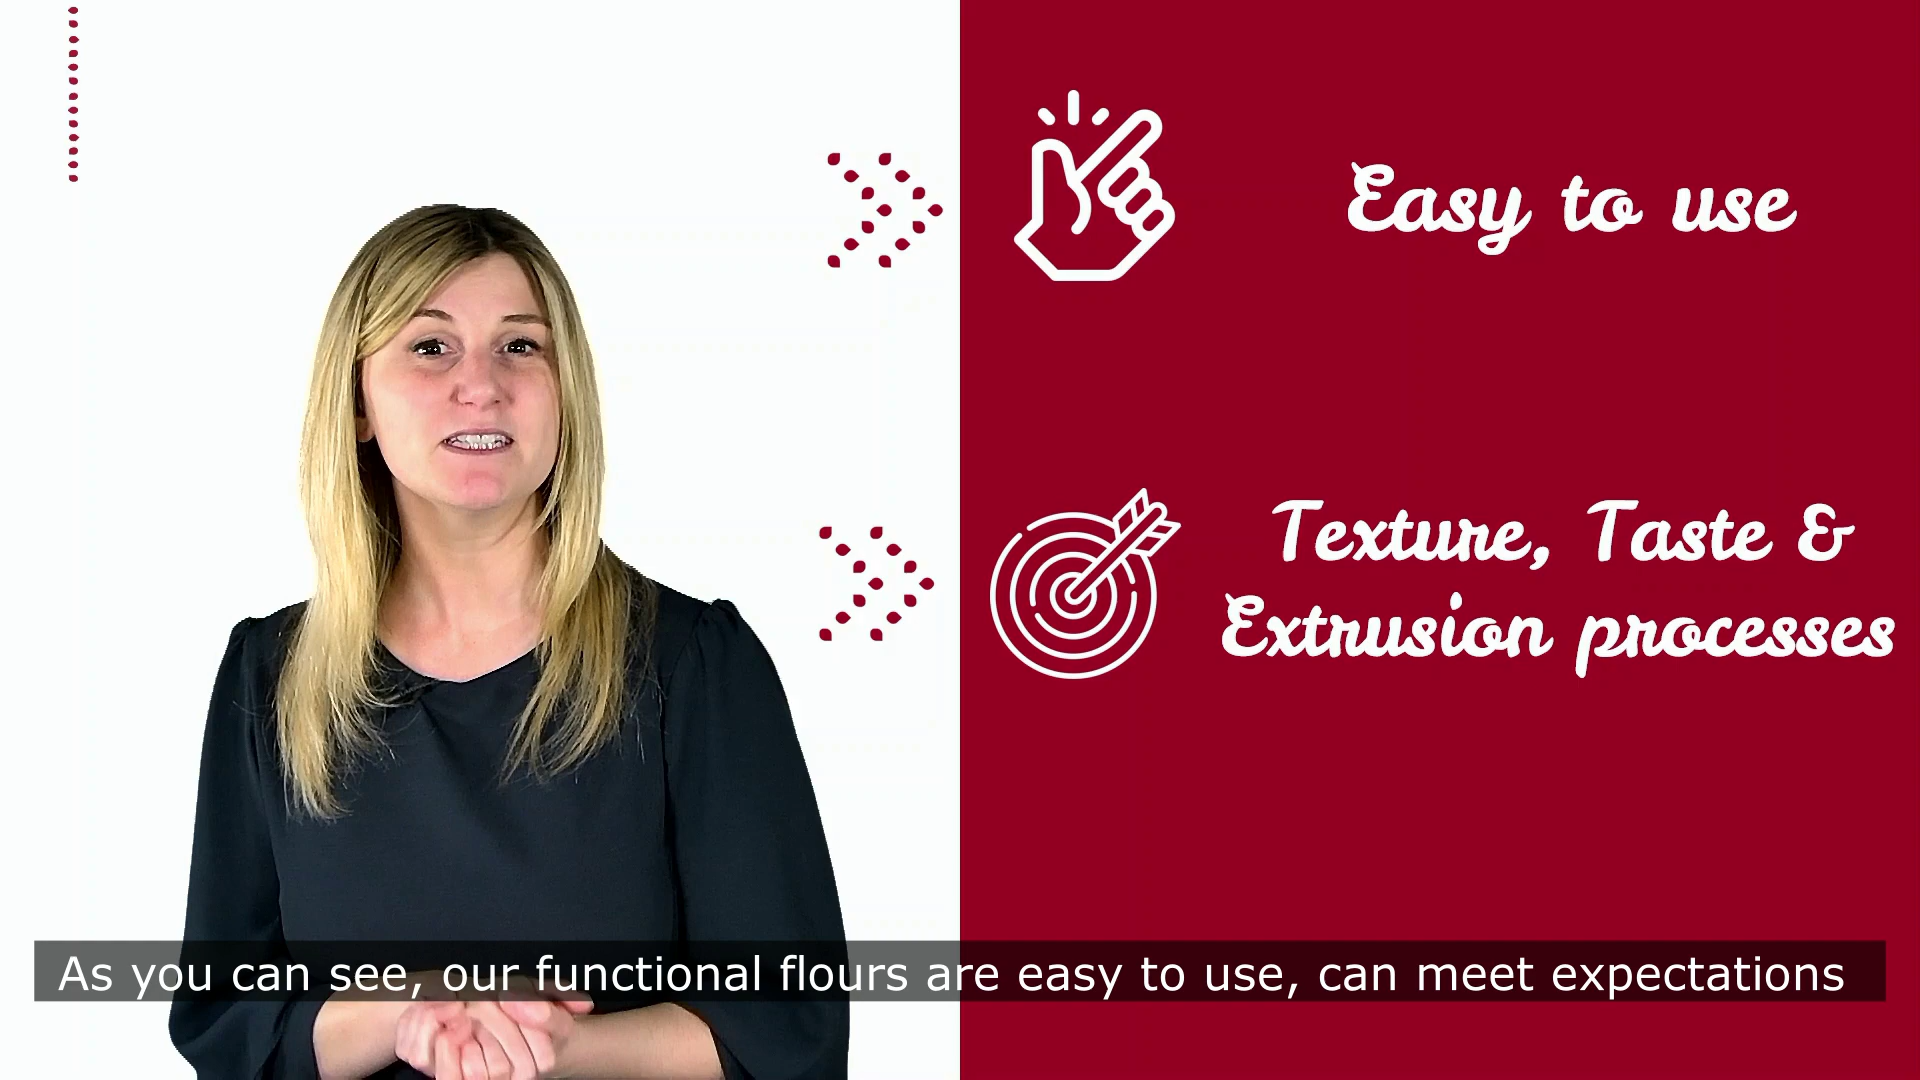 Easy to use
Texture, Taste &
Extrusion processes
As you can see, our functional flours are easy to use, can meet expectations